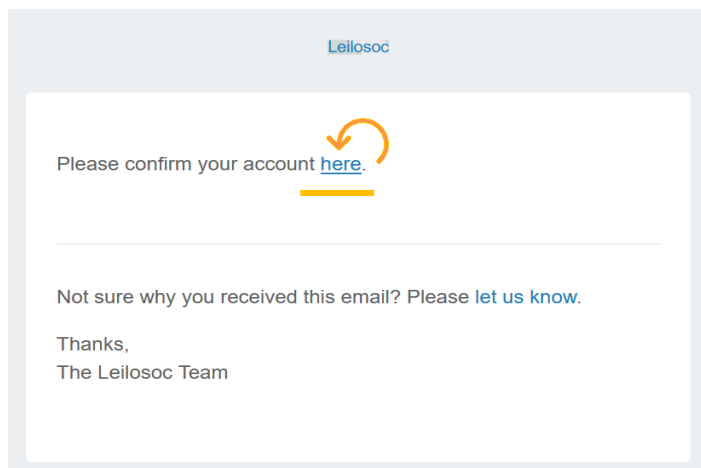 Leilosoc
Please confirm your account here.
Not sure why you received this email? Please let us know.
Thanks,
The Leilosoc Team